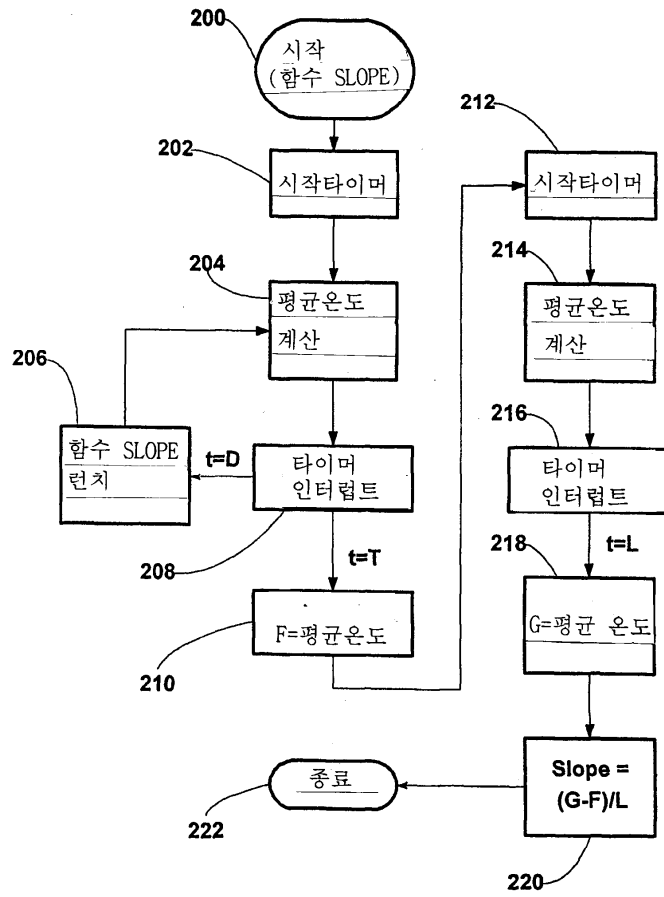 200
시작
(함수 SLOPE)
202
시작타이머
204
평균온도
계산
206
함수 SLOPE
런치
t=D
타이머
인터럽트
208
t=T
F=평균온도
210
212
시작타이머
214
평균온도
계산
216
타이머
인터럽트
t=L
218
G=평균 온도
Slope =
(G-F)/L
220
종료
222